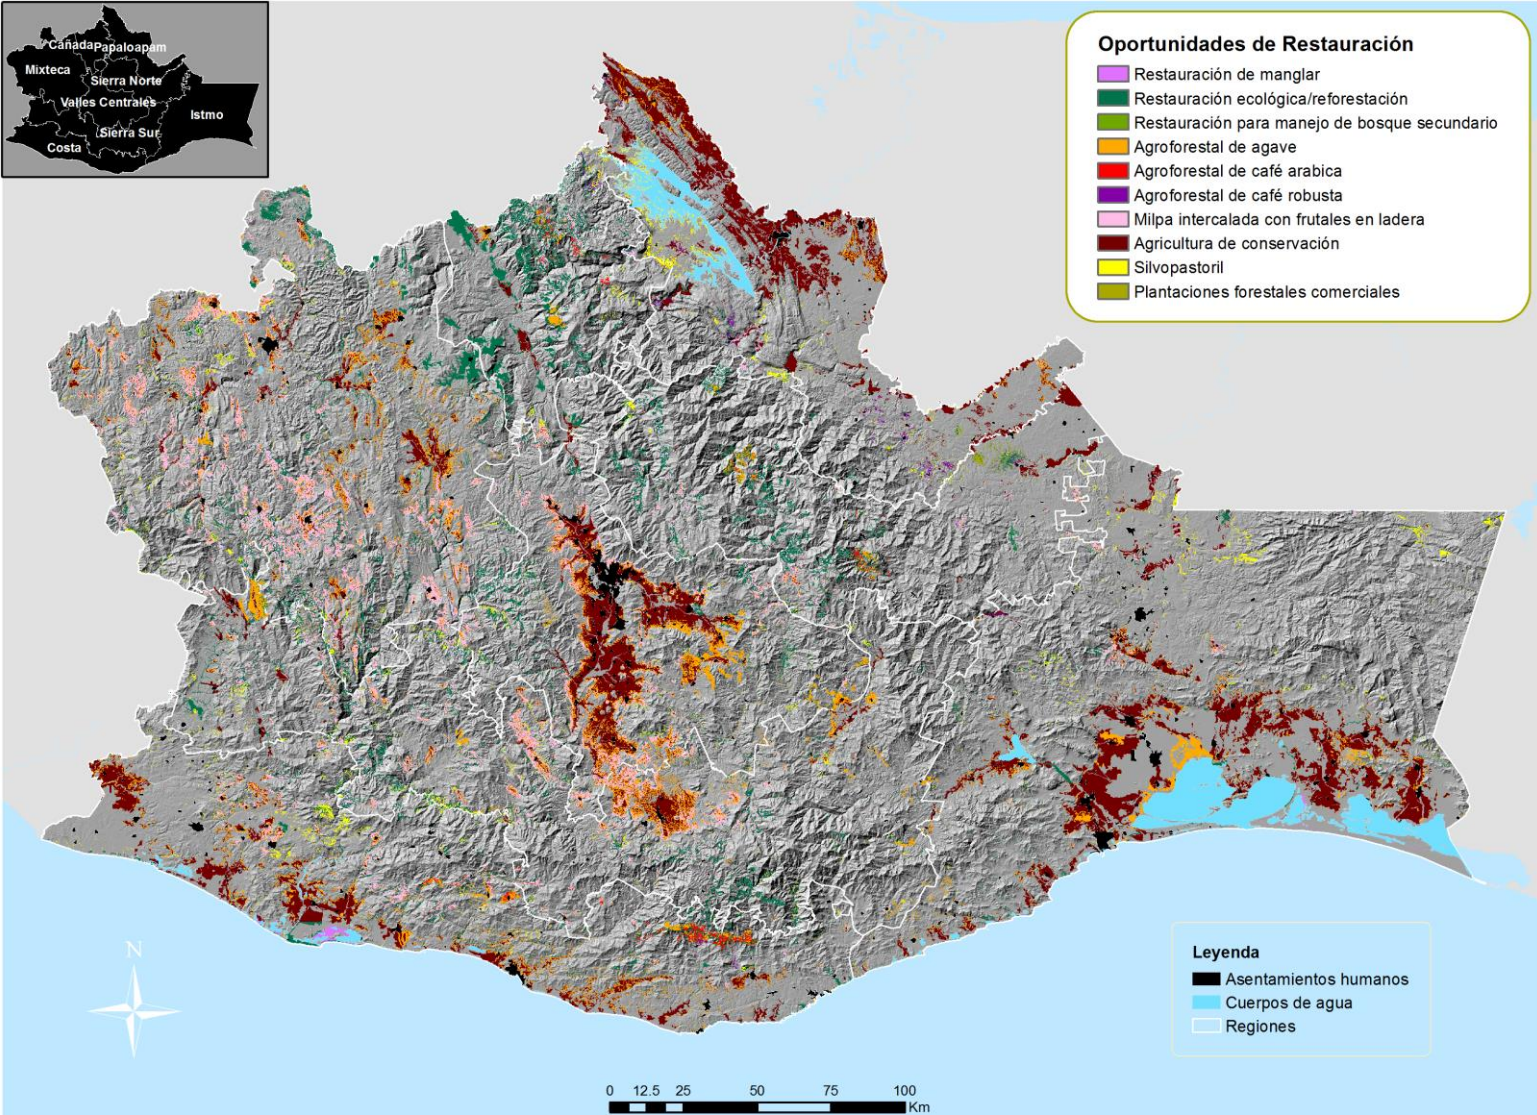 Cañada
Papaloapam
Mixteca
Sierra Norte
Valles Centrales
Istmo
Sierra Sur
Costa
Oportunidades de Restauración
Restauración de manglar
Restauración ecológica/reforestación
Restauración para manejo de bosque secundario
Agroforestal de agave
Agroforestal de café arabica
Agroforestal de café robusta
Milpa intercalada con frutales en ladera
Agricultura de conservación
Silvopastoril
Plantaciones forestales comerciales
N
Leyenda
Asentamientos humanos
Cuerpos de agua
Regiones
0 12.5 25 50 75 100
Km